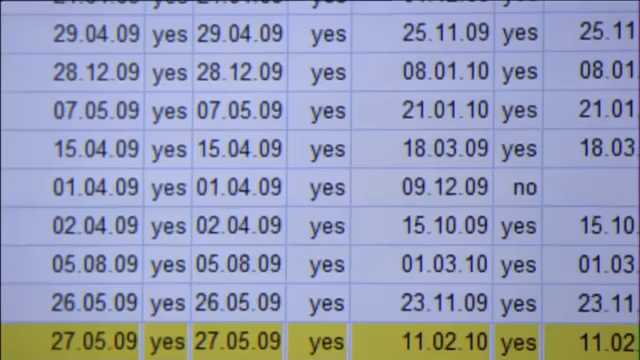 29.04.09 yes 29.04.09 yes 25.11.09 yes 25.11
28.12.09 yes 28.12.09 yes 08.01.10 yes 08.01
07.05.09 yes 07.05.09 yes 21.01.10 yes 21.01
15.04.09 yes 15.04.09 yes 18.03.09 yes 18.03
01.04.09 yes 01.04.09 yes 09.12.09 no
02.04.09 yes 02.04.09 yes 15.10.09 yes 15.10.
05.08.09 yes 05.08.09 yes 01.03.10 yes 01.03
26.05.09 yes 26.05.09 yes 23.11.09 yes 23.11
27.05.09 yes 27.05.09 yes 11.02.10 yes 11.02